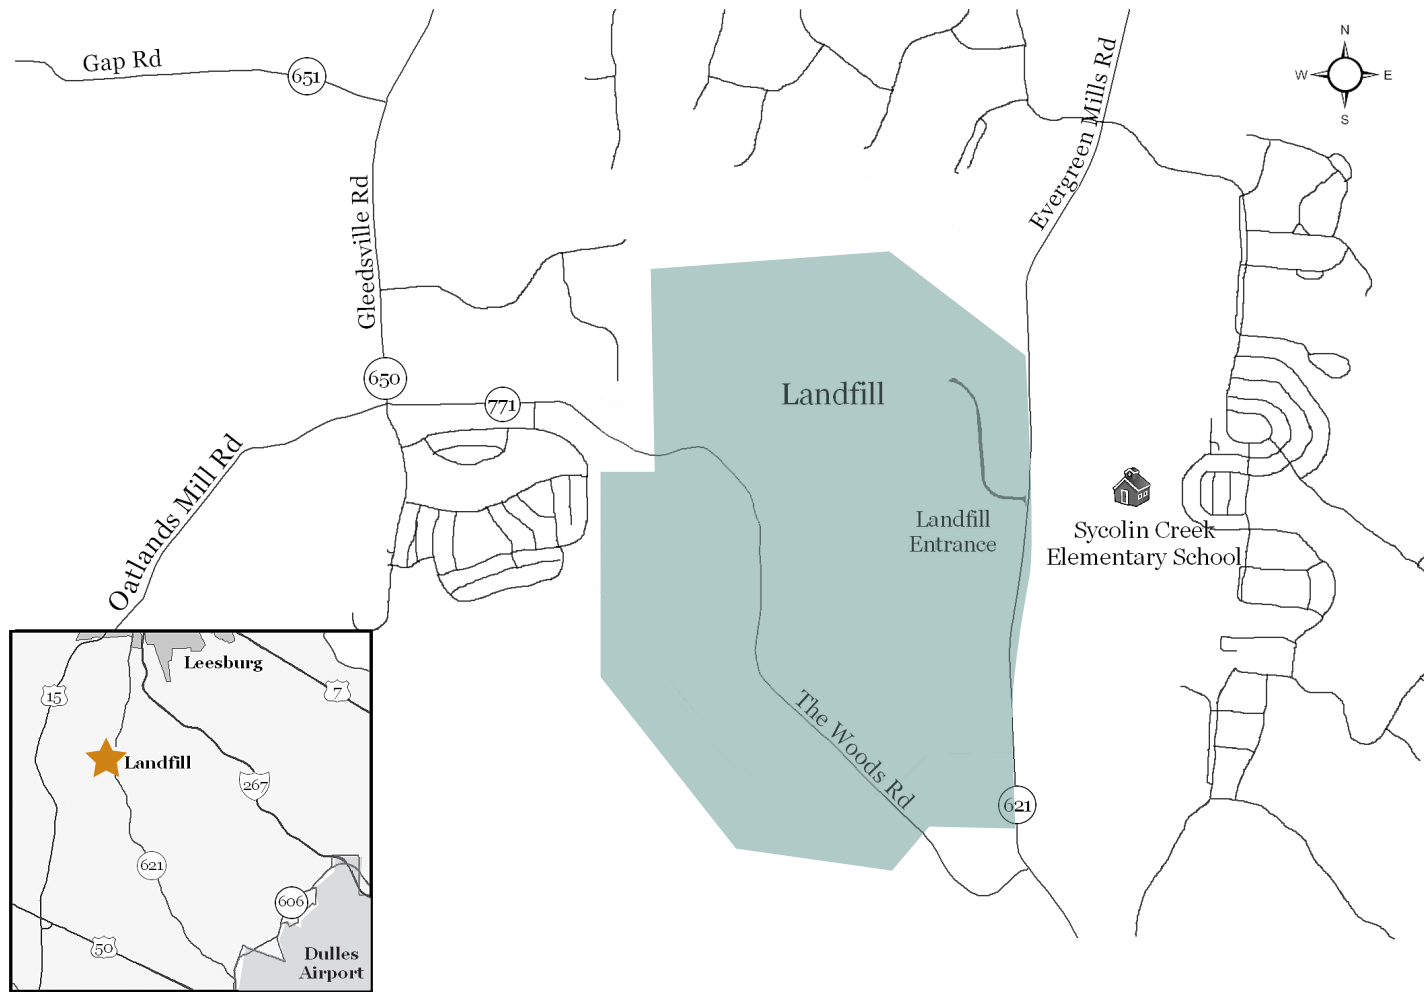 N
W
E
S
Gap Rd
651
Evergreen Mills Rd
Gleedsville Rd
650
771
Landfill
Oatlands Mill Rd
Landfill
Entrance
Sycolin Creek
Elementary School
The Woods Rd
621
Leesburg
15
7
Landfill
267
621
606
50
Dulles
Airport